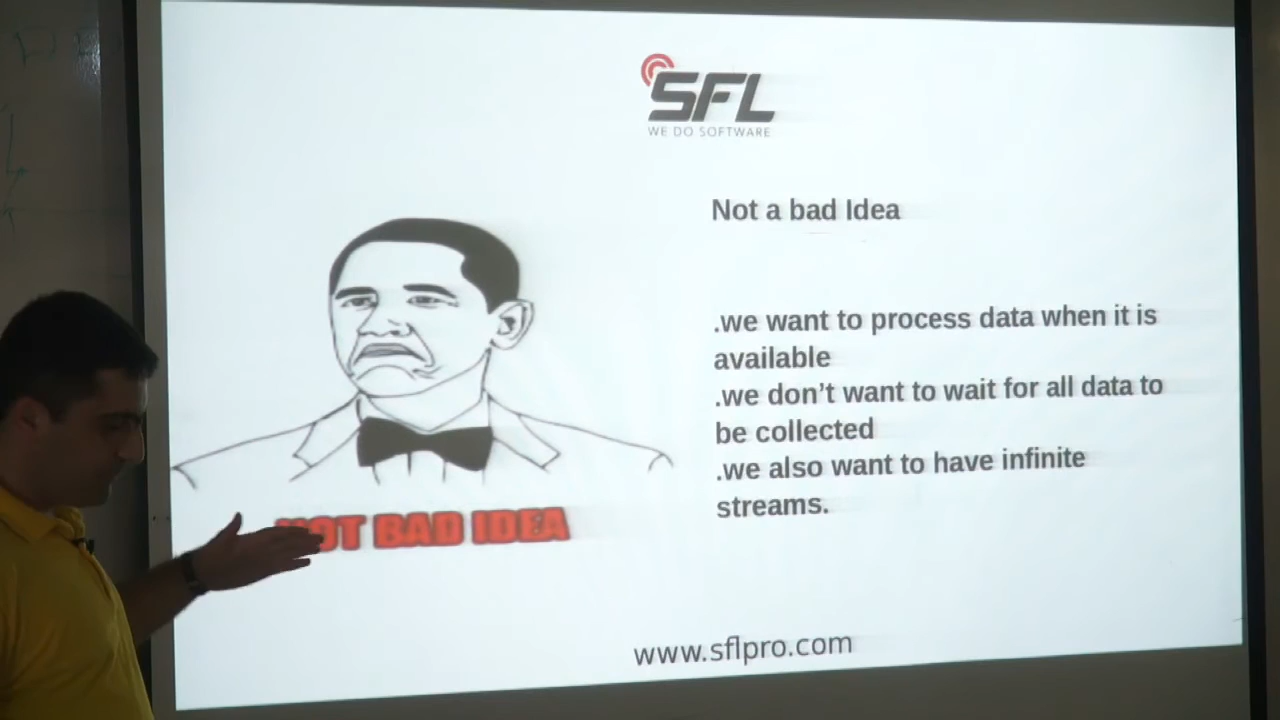 SFL
WE DO SOFTWARE
Not a bad Idea
.we want to process data when it is
available
.we don't want to wait for all data to
be collected
.we also want to have infinite
streams.
NOT BAD IDEA
www.sflpro.com